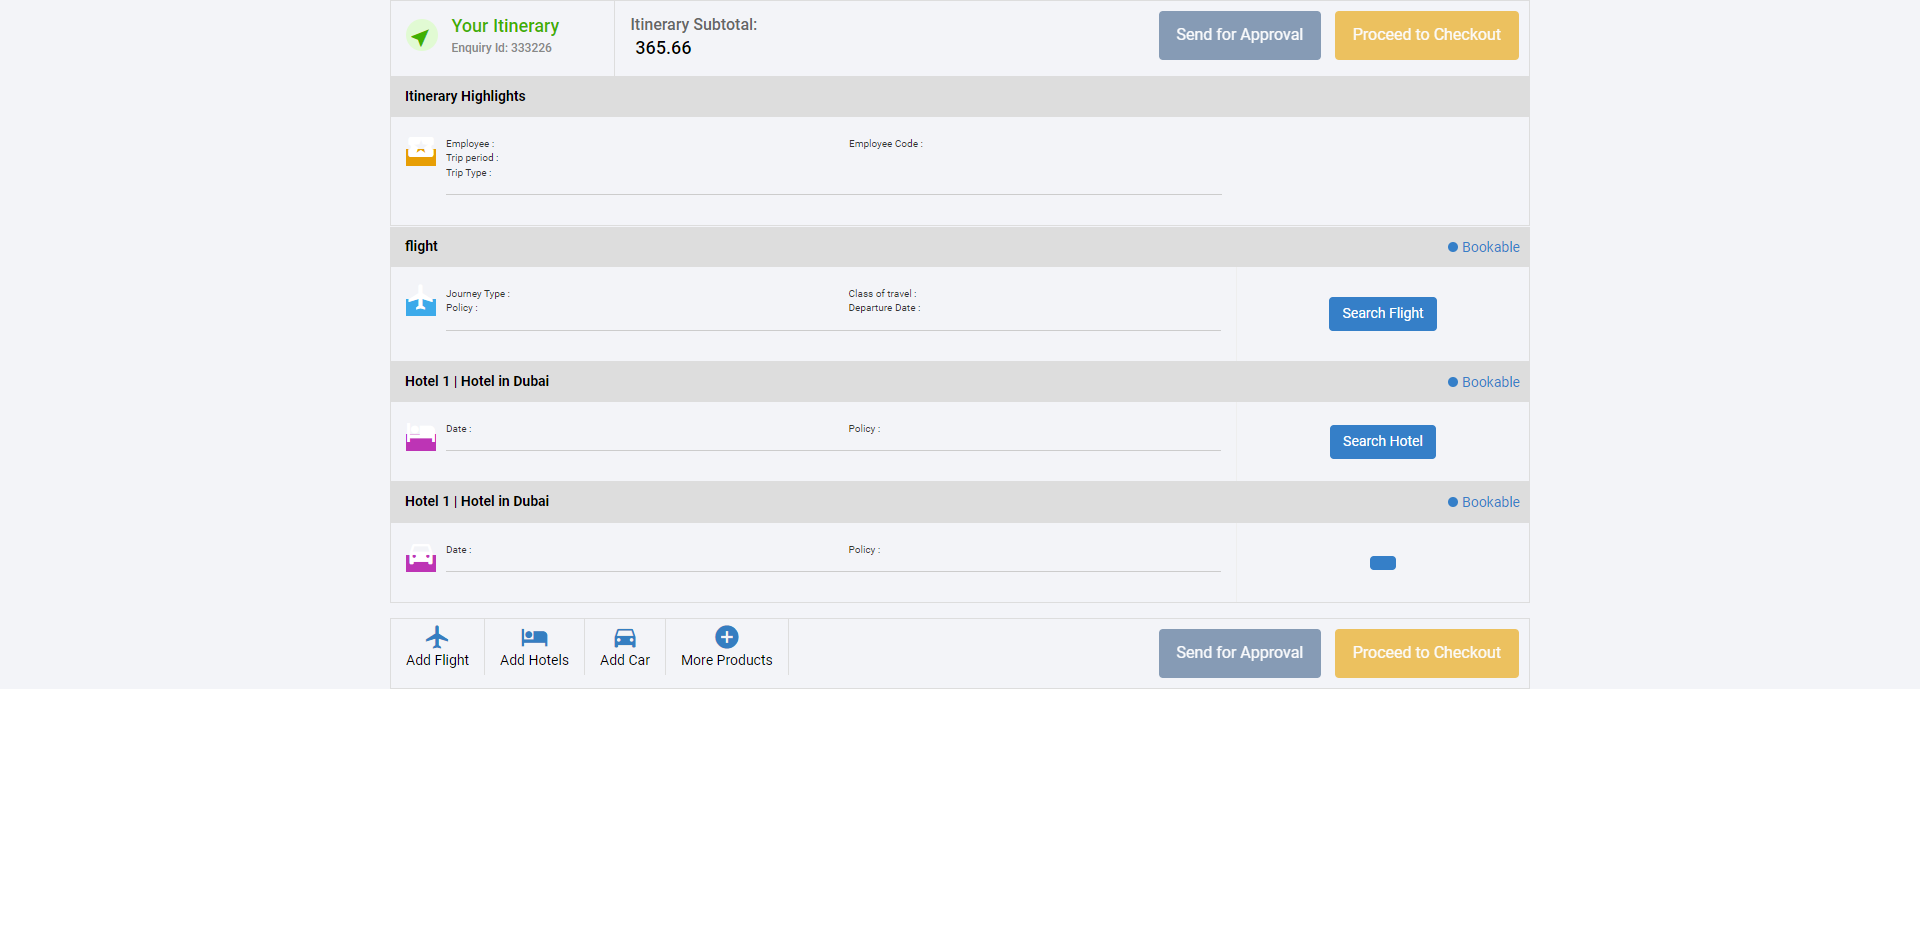 Your Itinerary
Enquiry Id: 333226
Itinerary Subtotal:
365.66
Send for Approval
Proceed to Checkout
Itinerary Highlights
Employee :
Employee Code :
Trip period :
Trip Type :
flight
Bookable
Journey Type :
Class of travel :
Policy :
Departure Date :
Search Flight
Hotel 1 | Hotel in Dubai
Bookable
Date :
Policy :
Search Hotel
Hotel 1 | Hotel in Dubai
Bookable
Date :
Policy :
Add Flight
Add Hotels
Add Car
More Products
Send for Approval
Proceed to Checkout